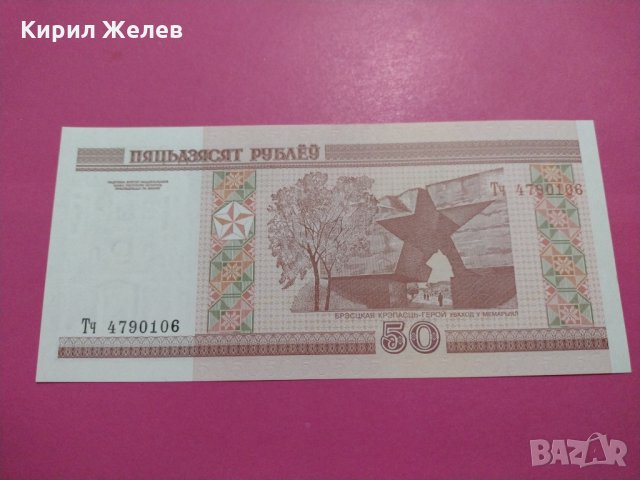 Кирил Желев
ПЯЦЬДЗЯСЯТ РУБЛЁЎ
Тч 4790106
Тч 4790106
БРЭСЦКАЯ КРЭПАСЦЬ-ГЕРОЙ УВАХОД У МЕМАРЫЯЛ
50
BAZAR